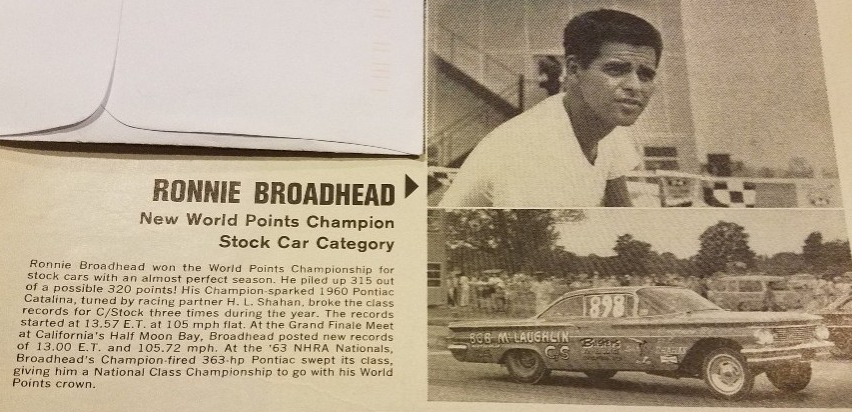 RONNIE BROADHEAD
New World Points Champion
Stock Car Category
Ronnie Broadhead won the World Points Championship for
stock cars with an almost perfect season. He piled up 315 out
of a possible 320 points! His Champion-sparked 1960 Pontiac
Catalina, tuned by racing partner H. L. Shahan, broke the class
records for C/Stock three times during the year. The records
started at 13.57 E.T. at 105 mph flat. At the Grand Finale Meet
at California's Half Moon Bay, Broadhead posted new records
of 13.00 E.T. and 105.72 mph. At the '63 NHRA Nationals,
Broadhead's Champion-fired 363-hp Pontiac swept its class,
giving him a National Class Championship to go with his World
Points crown.
898
BOB McLAUGHLIN
C/S